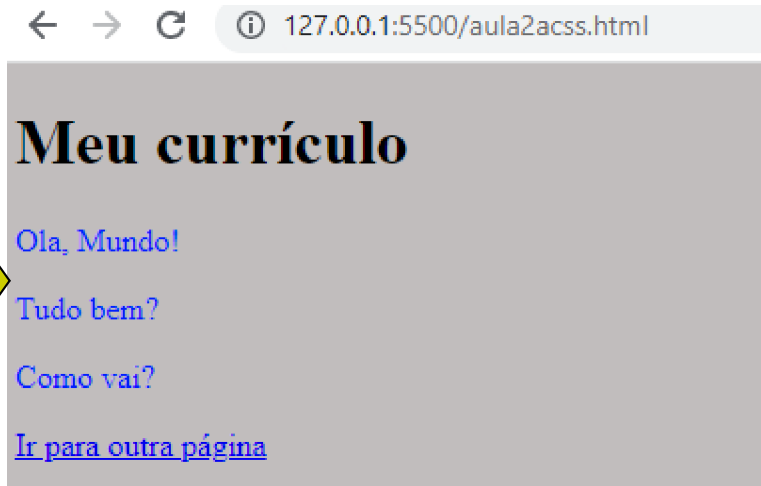 127.0.0.1:5500/aula2acss.html
Meu currículo
Ola, Mundo!
Tudo bem?
Como vai?
Ir para outra página